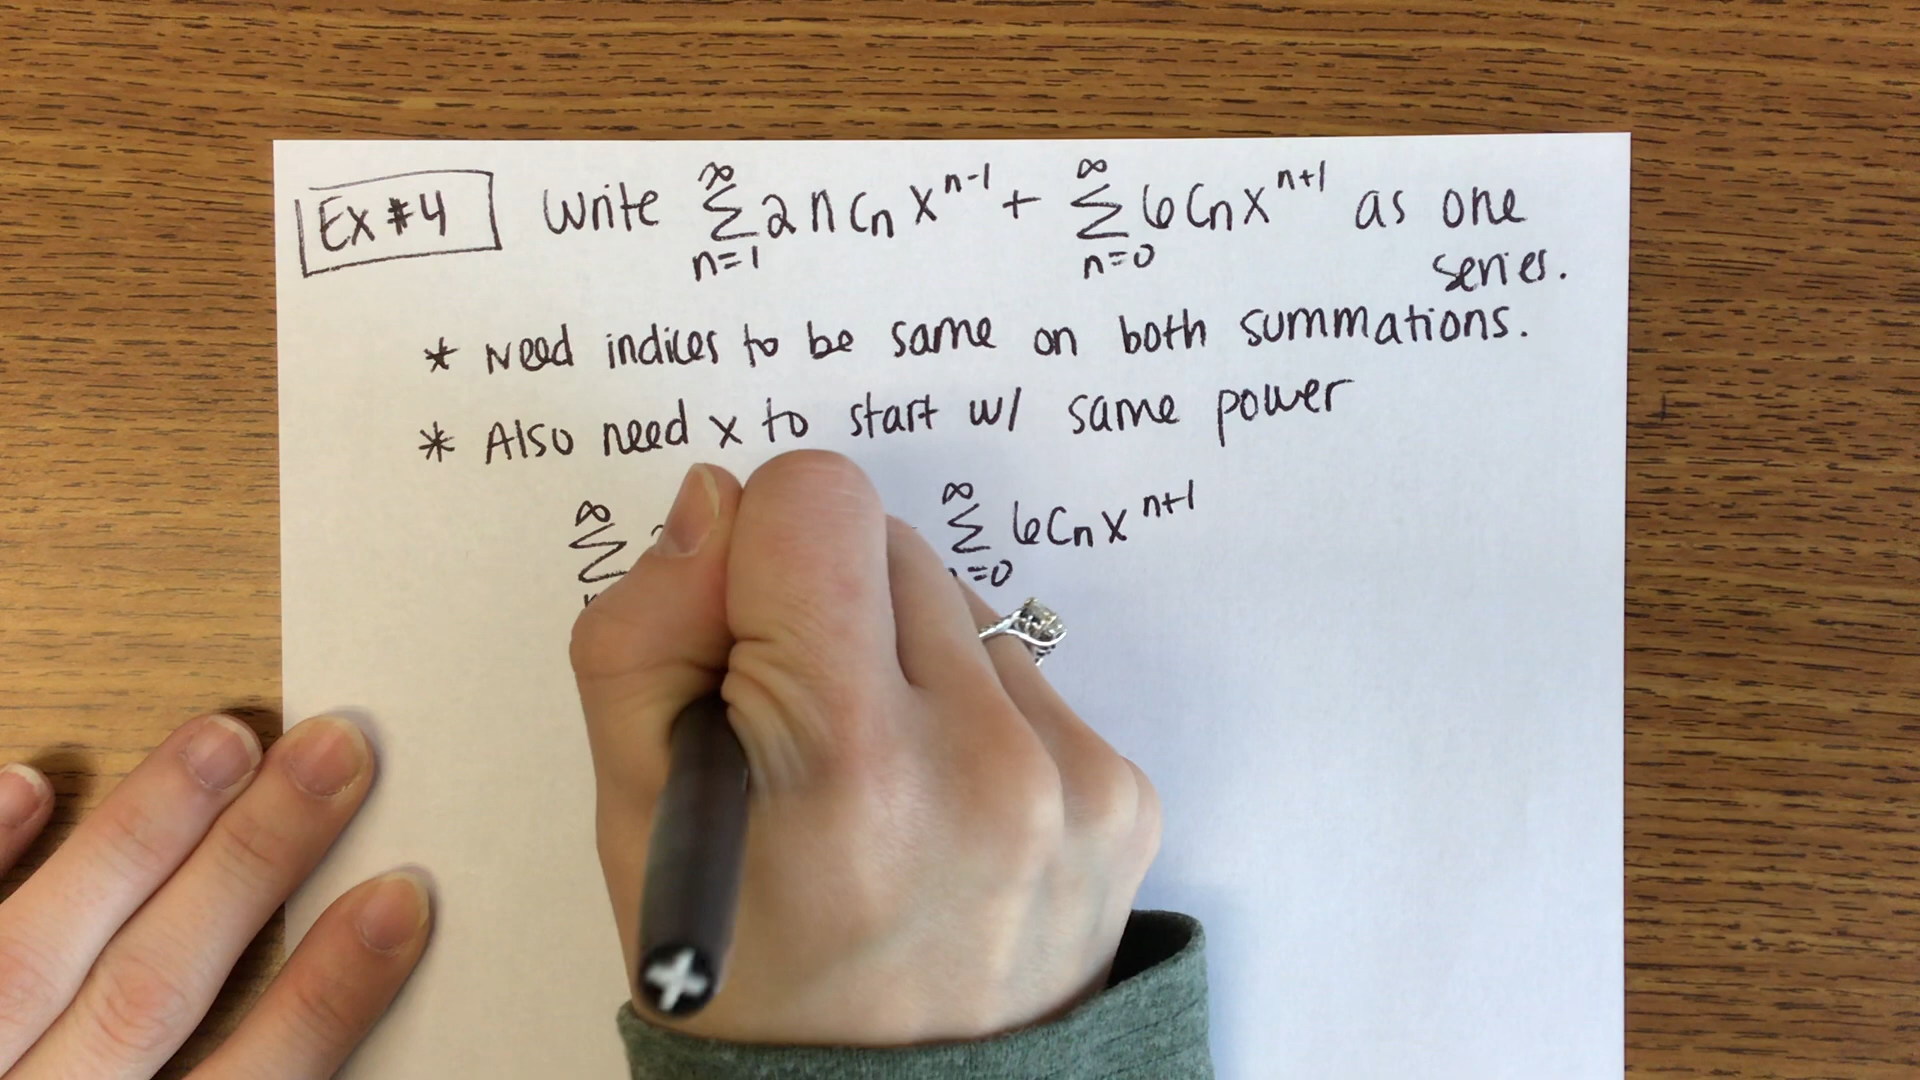 Ex #4 Write ∞ Σ n=1 2ncₙxⁿ⁻¹ + ∞ Σ n=0 6cₙxⁿ⁺¹ as one
series.
* Need indices to be same on both summations.
* Also need x to start w/ same power
∞ Σ ∞ Σ =0 6cₙxⁿ⁺¹